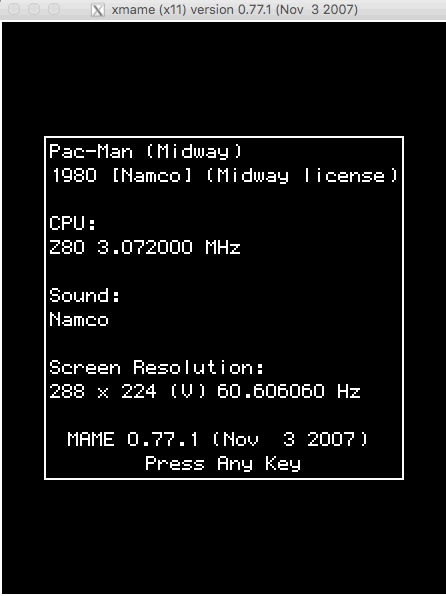 xmame (x11) version 0.77.1 (Nov  3 2007)
Pac-Man (Midway)
1980 [Namco] (Midway license)
CPU:
Z80 3.072000 MHz
Sound:
Namco
Screen Resolution:
288 x 224 (V) 60.606060 Hz
MAME 0.77.1 (Nov  3 2007)
Press Any Key